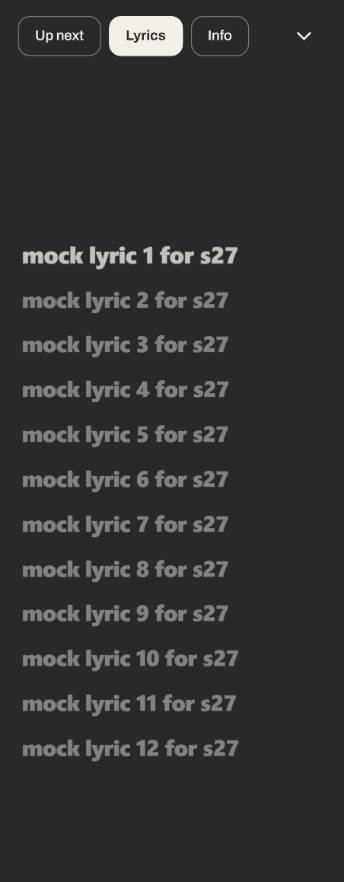 Up next Lyrics Info
mock lyric 1 for s27
mock lyric 2 for s27
mock lyric 3 for s27
mock lyric 4 for s27
mock lyric 5 for s27
mock lyric 6 for s27
mock lyric 7 for s27
mock lyric 8 for s27
mock lyric 9 for s27
mock lyric 10 for s27
mock lyric 11 for s27
mock lyric 12 for s27